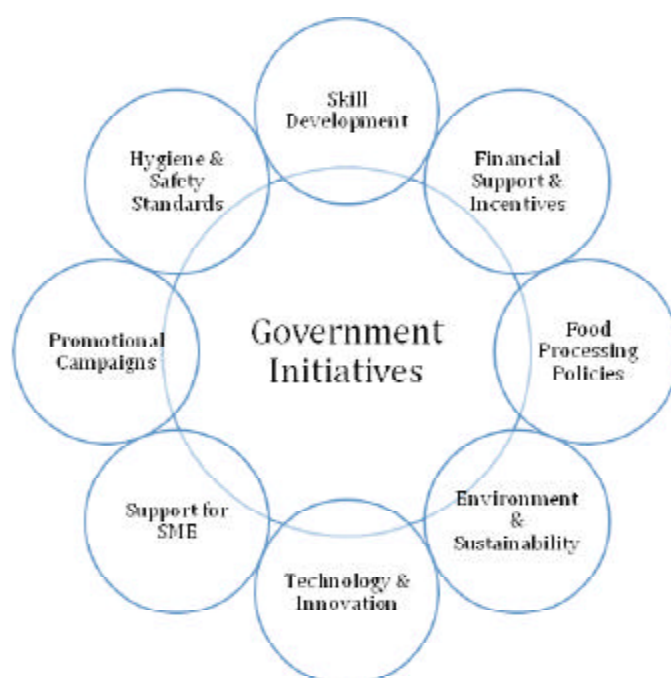 Skill
Development
Financial
Support &
Incentives
Food
Processing
Policies
Environment
&
Sustainability
Technology &
Innovation
Support for
SME
Promotional
Campaigns
Hygiene &
Safety
Standards
Government
Initiatives